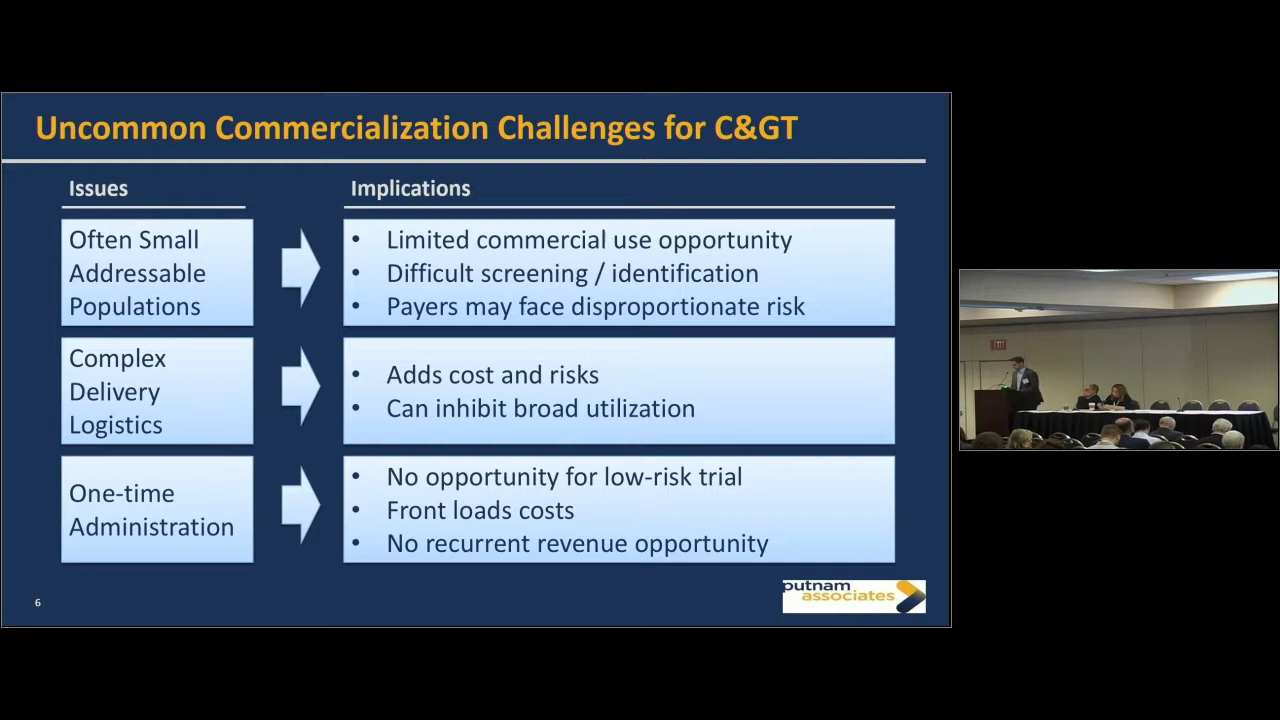 Uncommon Commercialization Challenges for C&GT
Issues
Implications
Often Small
Addressable
Populations
• Limited commercial use opportunity
• Difficult screening / identification
• Payers may face disproportionate risk
Complex
Delivery
Logistics
• Adds cost and risks
• Can inhibit broad utilization
One-time
Administration
• No opportunity for low-risk trial
• Front loads costs
• No recurrent revenue opportunity
6
putnam
associates
EXIT